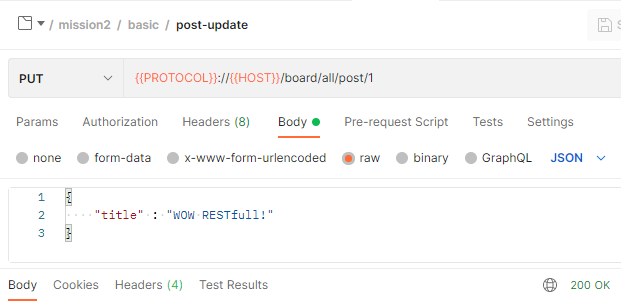 / mission2 / basic / post-update
PUT {{PROTOCOL}}://{{HOST}}/board/all/post/1
Params Authorization Headers (8) Body Pre-request Script Tests Settings
none form-data x-www-form-urlencoded raw binary GraphQL JSON
1 {
2 ····"title" : "WOW·RESTfull!"
3 }
Body Cookies Headers (4) Test Results 200 OK